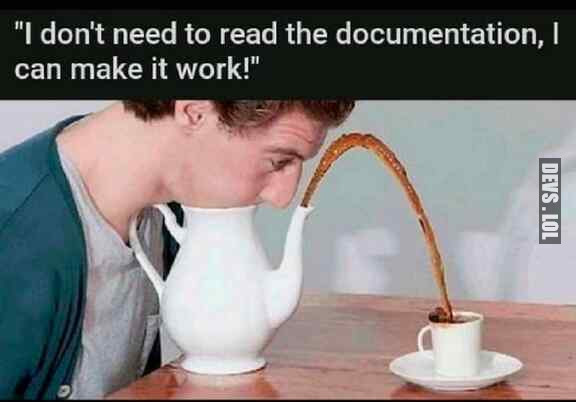 "I don't need to read the documentation, I
can make it work!"
DEVS.LOL